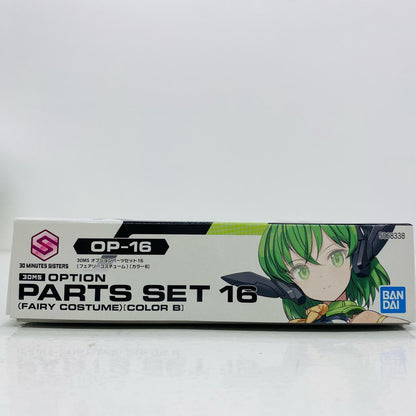 OP-16
30MS オプションパーツセット16
(フェアリーコスチューム)[カラーB]
30 MINUTES SISTERS
30MS OPTION
PARTS SET 16
(FAIRY COSTUME)[COLOR B]
BAN
DAI